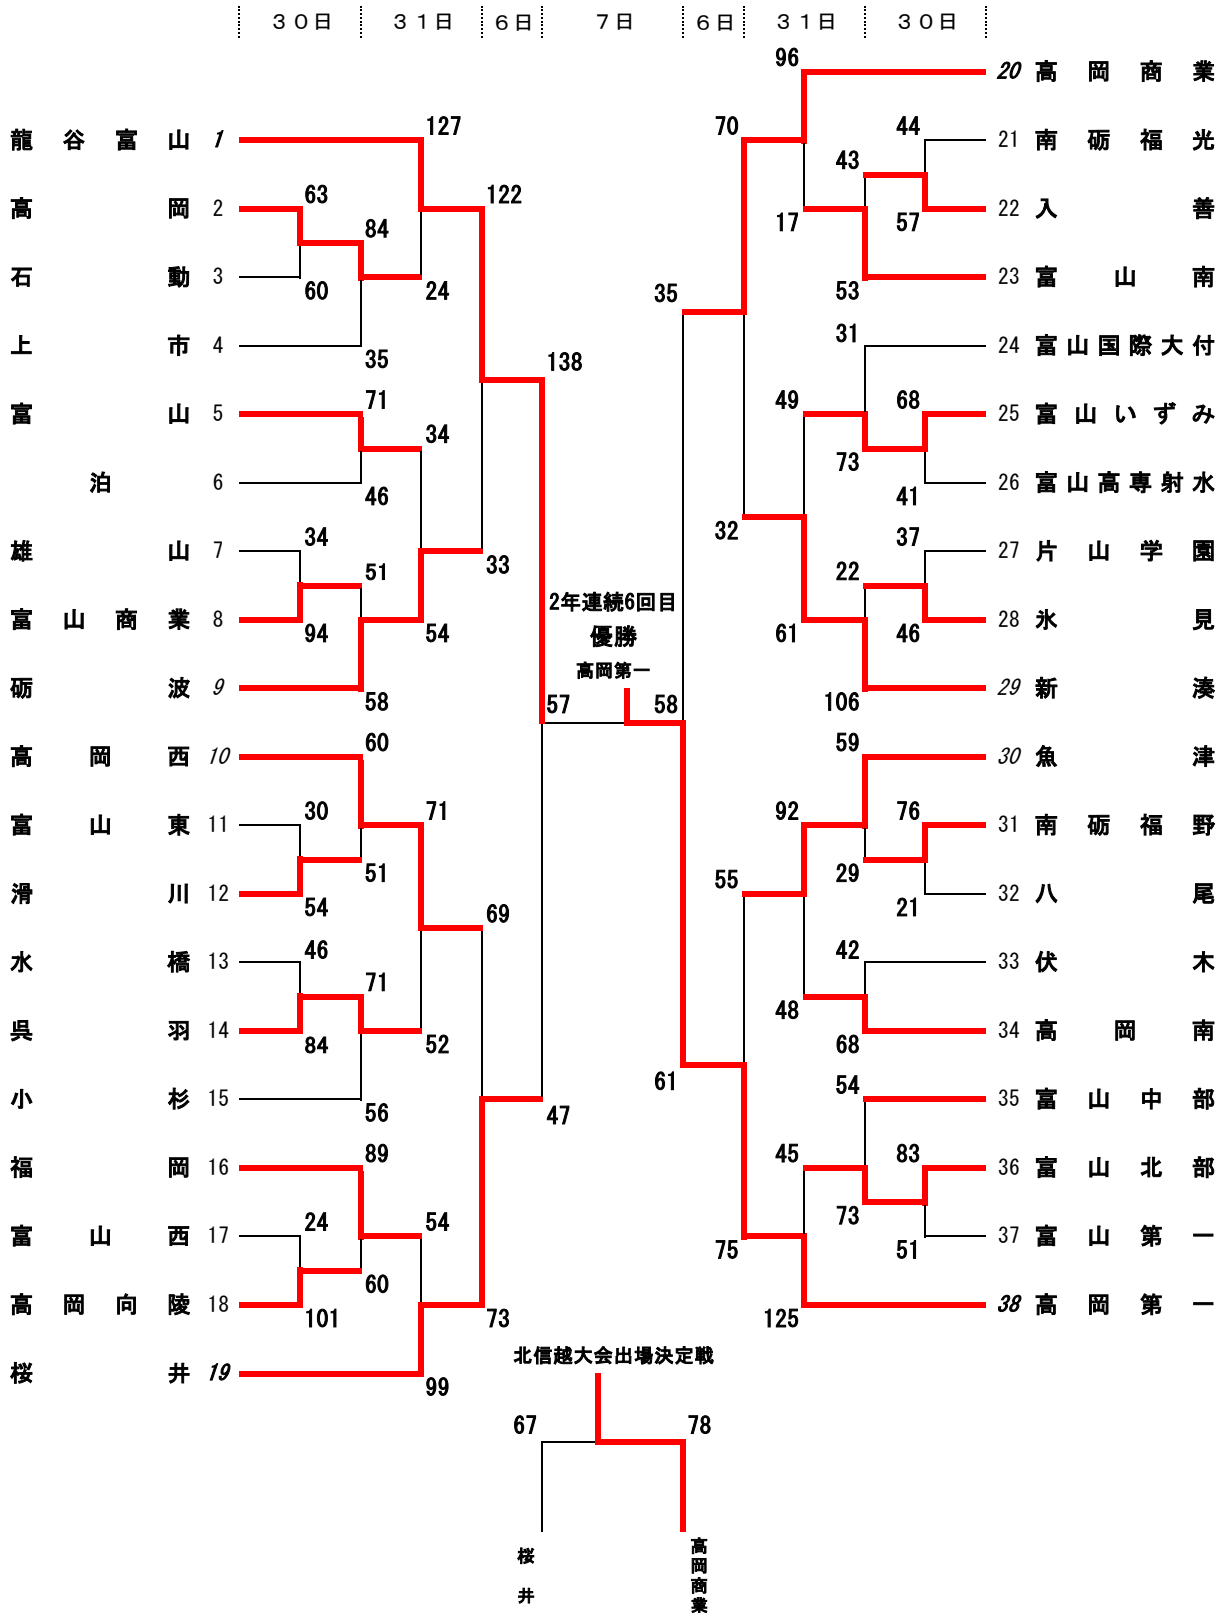 ３０日 ３１日 ６日 ７日 ６日 ３１日 ３０日
龍谷富山 1
高岡 2
石動 3
上市 4
富山 5
泊 6
雄山 7
富山商業 8
砺波 9
高岡西 10
富山東 11
滑川 12
水橋 13
呉羽 14
小杉 15
福岡 16
富山西 17
高岡向陵 18
桜井 19
127
63
122
84
60
24
35
138
71
34
46
34
51
33
94
54
58
57
60
30
71
51
54
69
46
71
84
52
56
47
89
24
54
60
101
73
99
2年連続6回目
優勝
高岡第一
96
70
44
43
17
57
35
53
31
49
68
73
41
32
37
22
61
46
106
58
59
92
76
29
55
21
42
48
68
61
54
45
83
73
75
51
125
20 高岡商業
21 南砺福光
22 入善
23 富山南
24 富山国際大付
25 富山いずみ
26 富山高専射水
27 片山学園
28 氷見
29 新湊
30 魚津
31 南砺福野
32 八尾
33 伏木
34 高岡南
35 富山中部
36 富山北部
37 富山第一
38 高岡第一
北信越大会出場決定戦
67 78
桜井
高岡商業